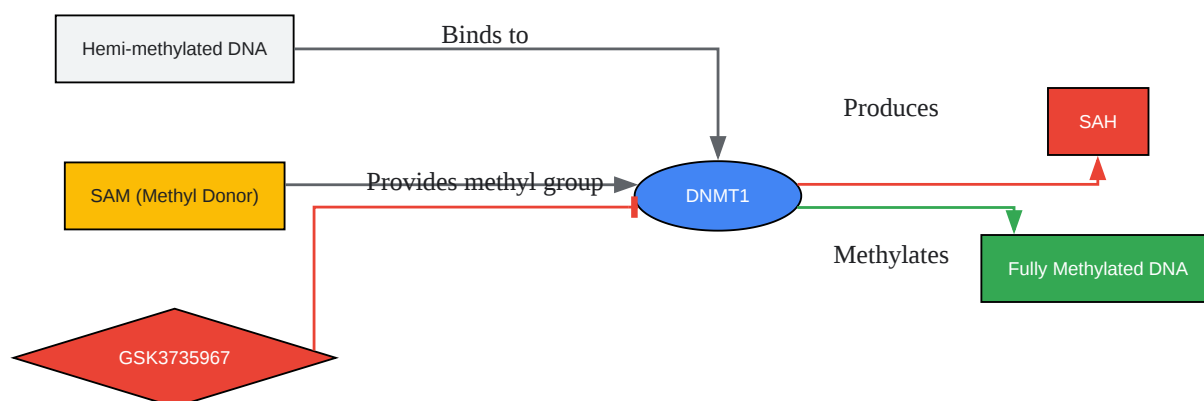 Hemi-methylated DNA
Binds to
Produces
SAH
SAM (Methyl Donor)
Provides methyl group
DNMT1
Methylates
Fully Methylated DNA
GSK3735967